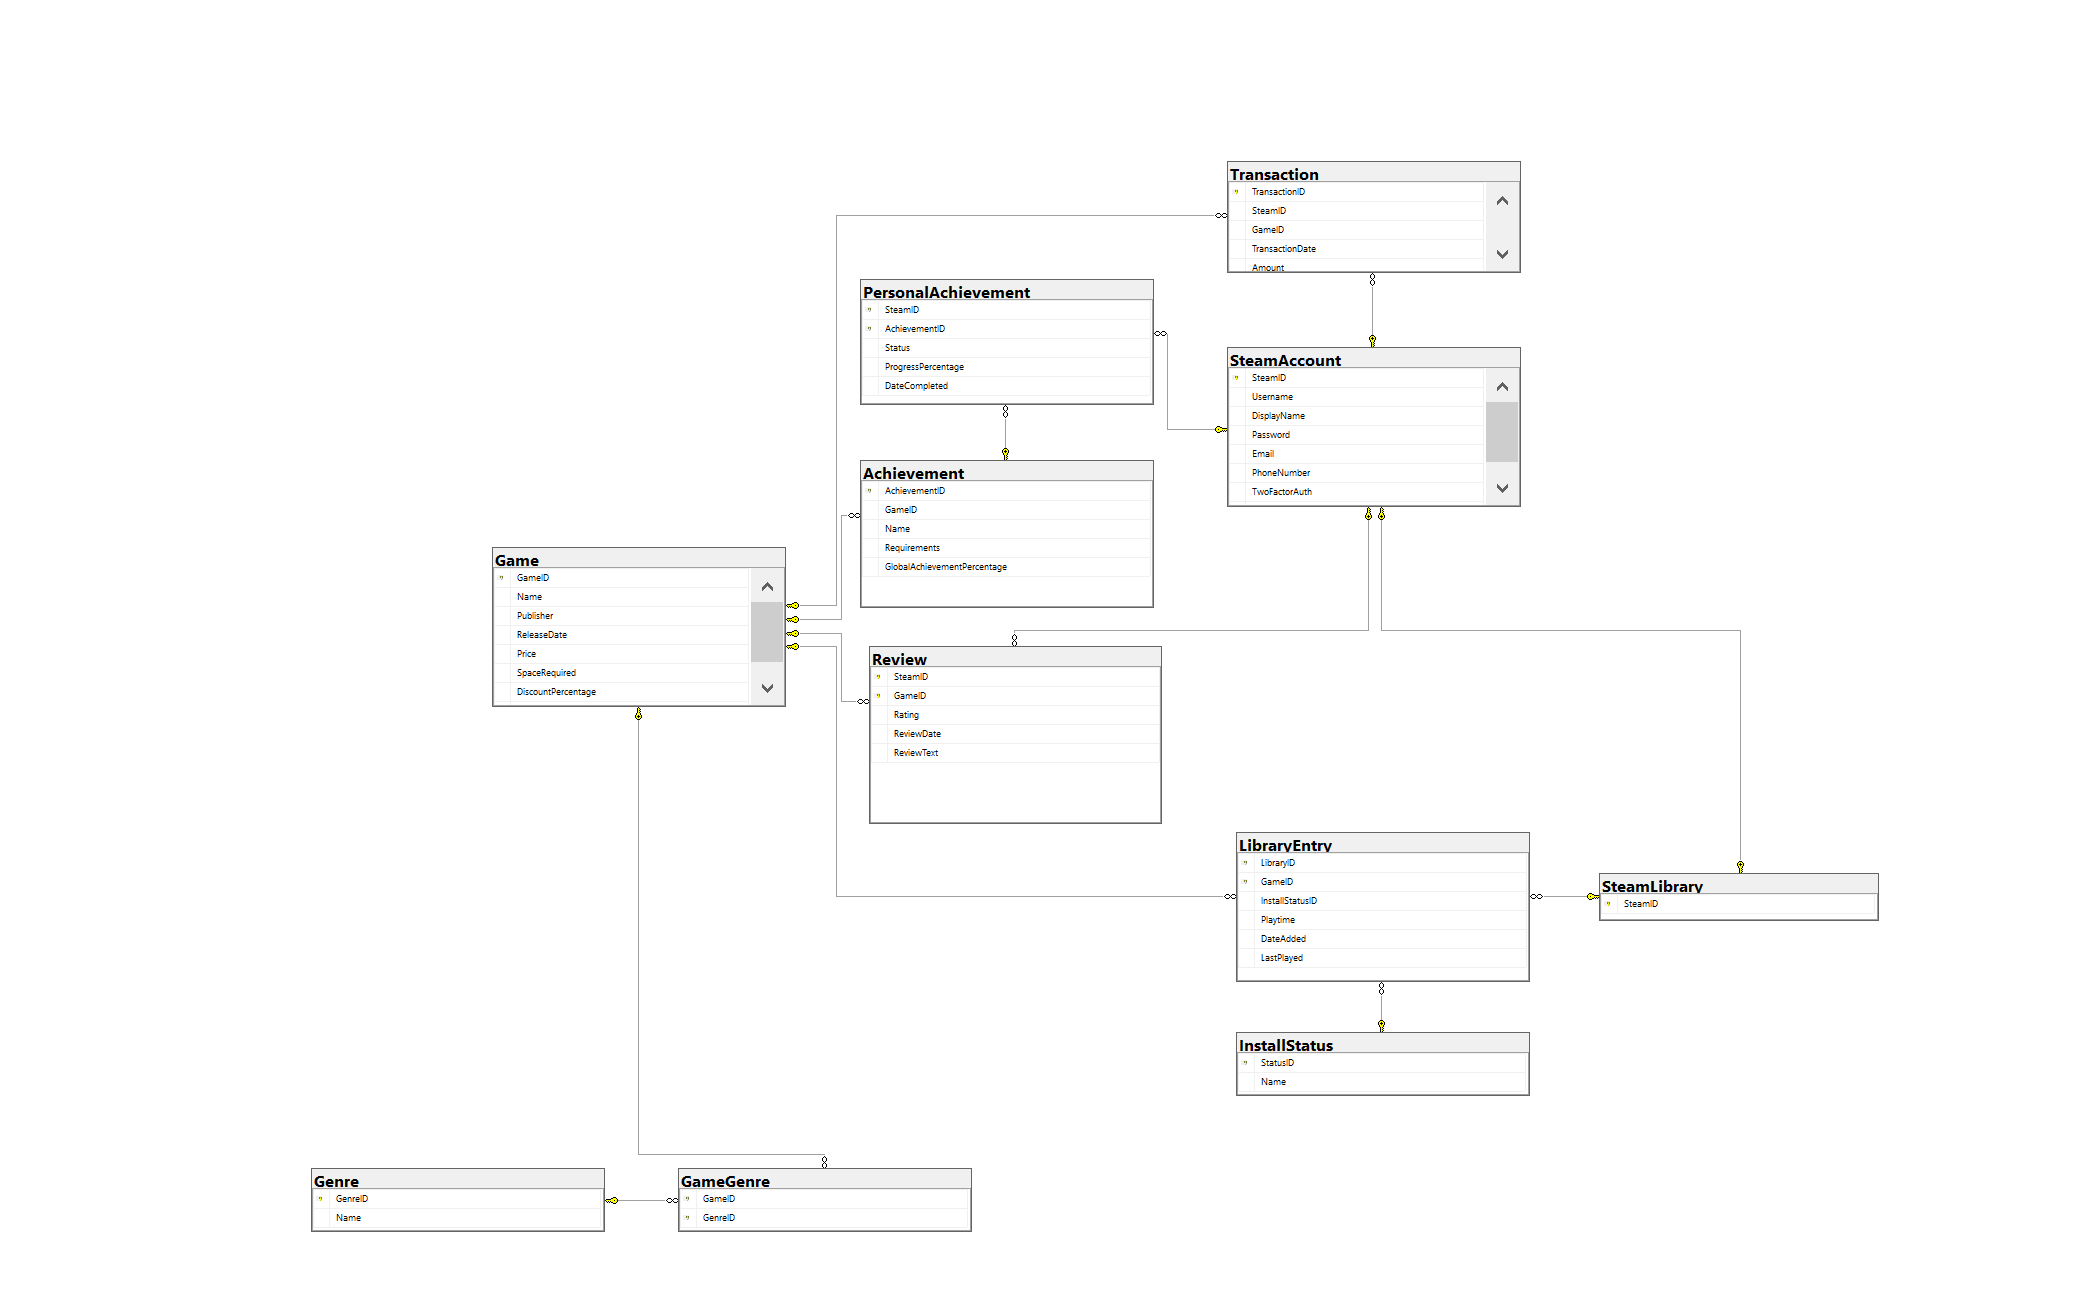 Transaction
TransactionID
SteamID
GameID
TransactionDate
Amount
PersonalAchievement
SteamID
AchievementID
Status
ProgressPercentage
DateCompleted
SteamAccount
SteamID
Username
DisplayName
Password
Email
PhoneNumber
TwoFactorAuth
Achievement
AchievementID
GameID
Name
Requirements
GlobalAchievementPercentage
Game
GameID
Name
Publisher
ReleaseDate
Price
SpaceRequired
DiscountPercentage
Review
SteamID
GameID
Rating
ReviewDate
ReviewText
LibraryEntry
LibraryID
GameID
InstallStatusID
Playtime
DateAdded
LastPlayed
SteamLibrary
SteamID
InstallStatus
StatusID
Name
Genre
GenreID
Name
GameGenre
GameID
GenreID